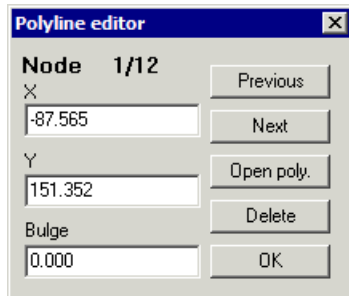 Polyline editor
Node 1/12
X
-87.565
Y
151.352
Bulge
0.000
Previous
Next
Open poly.
Delete
OK